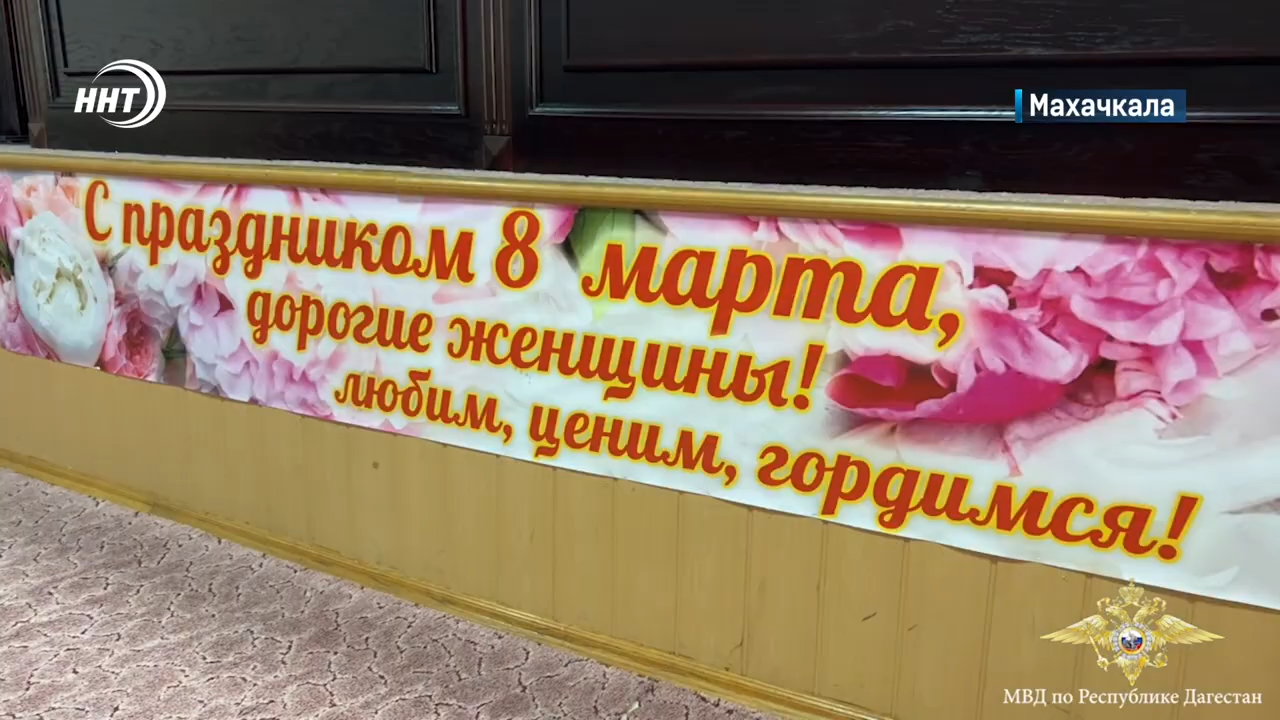 ННТ
Махачкала
С праздником 8 марта,
дорогие женщины!
любим, ценим, гордимся!
МВД по Республике Дагестан